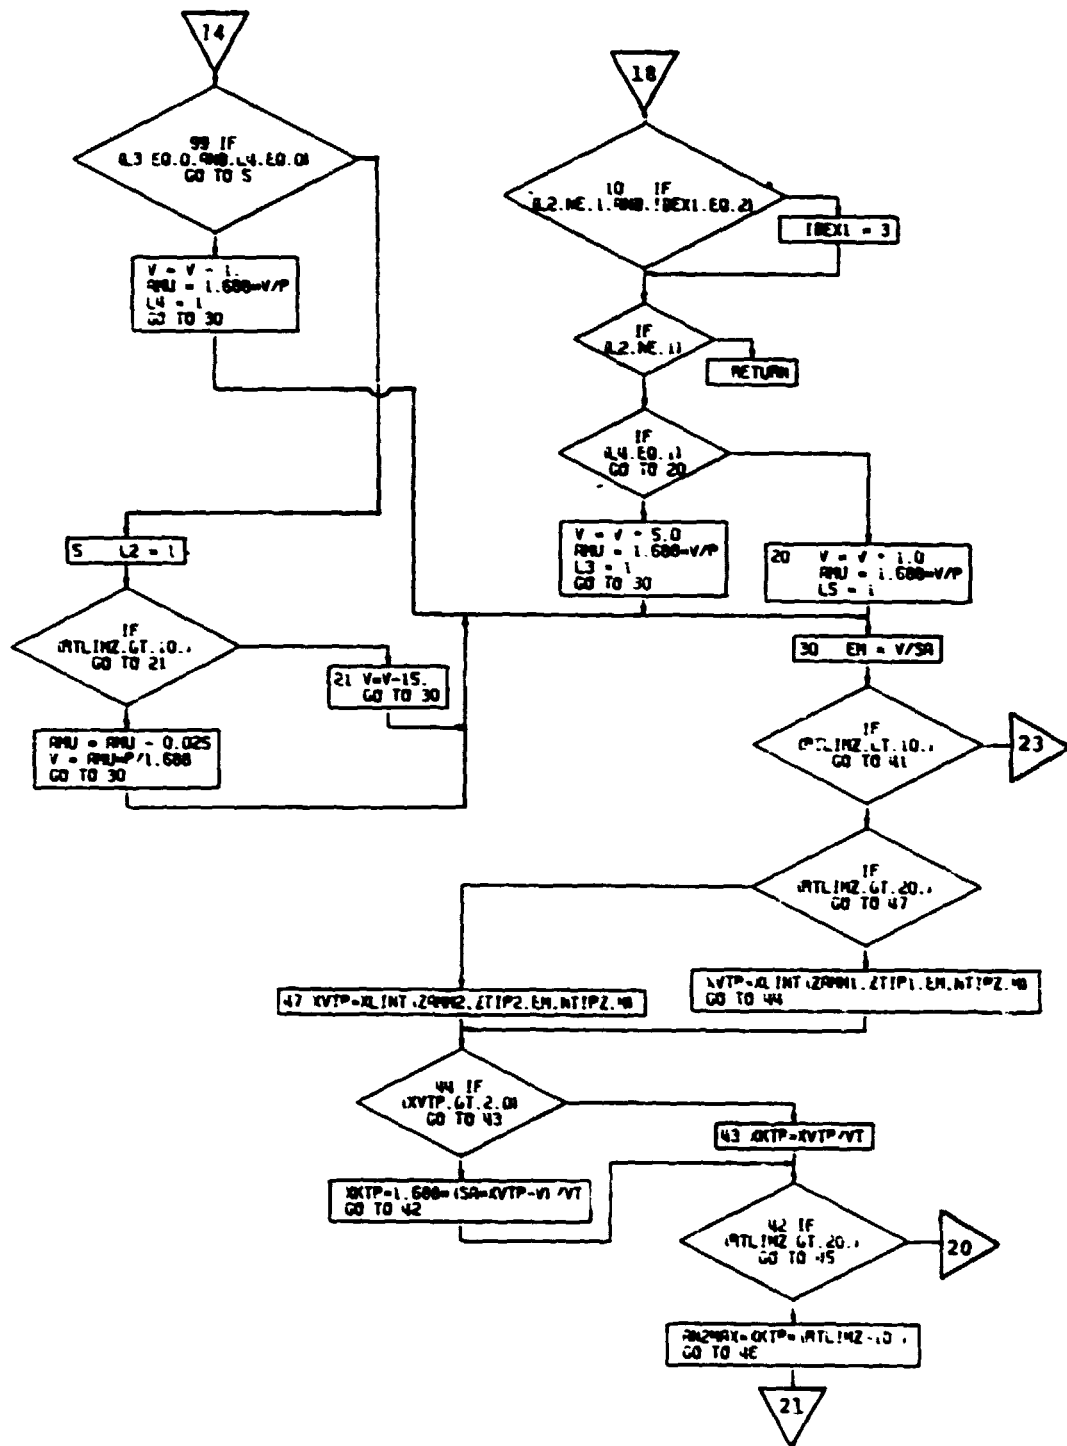 14
99 IF
(L3.EQ.0.AND.L4.EQ.0)
GO TO 5
V = V - 1.
AMU = 1.688*V/P
L4 = 1
GO TO 30
5 L2 = 1
IF
(RTLIMZ.GT.10.)
GO TO 21
21 V=V-15.
GO TO 30
AMU = AMU - 0.025
V = AMU*P/1.688
GO TO 30
18
10 IF
(L2.NE.1.AND.IDEX1.EQ.2)
IDEX1 = 3
IF
(L2.NE.1)
RETURN
IF
(L4.EQ.1)
GO TO 20
V = V - 5.0
AMU = 1.688*V/P
L3 = 1
GO TO 30
20 V = V - 1.0
AMU = 1.688*V/P
L5 = 1
30 EM = V/SA
IF
(RTLIMZ.LT.10.)
GO TO 41
23
IF
(RTLIMZ.GT.20.)
GO TO 47
XVTP=XLINT(ZAMM1,ZTIP1,EM,NTIPZ,4)
GO TO 44
47 XVTP=XLINT(ZAMM2,ZTIP2,EM,NTIPZ,4)
44 IF
(XVTP.GT.2.0)
GO TO 43
43 XKTP=XVTP/VT
XKTP=1.688*(SA*XVTP-V)/VT
GO TO 42
42 IF
(RTLIMZ.GT.20.)
GO TO 45
20
AN2MAX=XKTP*(RTLIMZ-10.)
GO TO
21